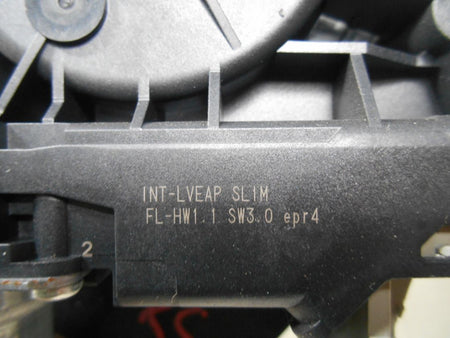 INT-LVEAP SLIM
FL-HW1.1 SW3.0 epr4
2